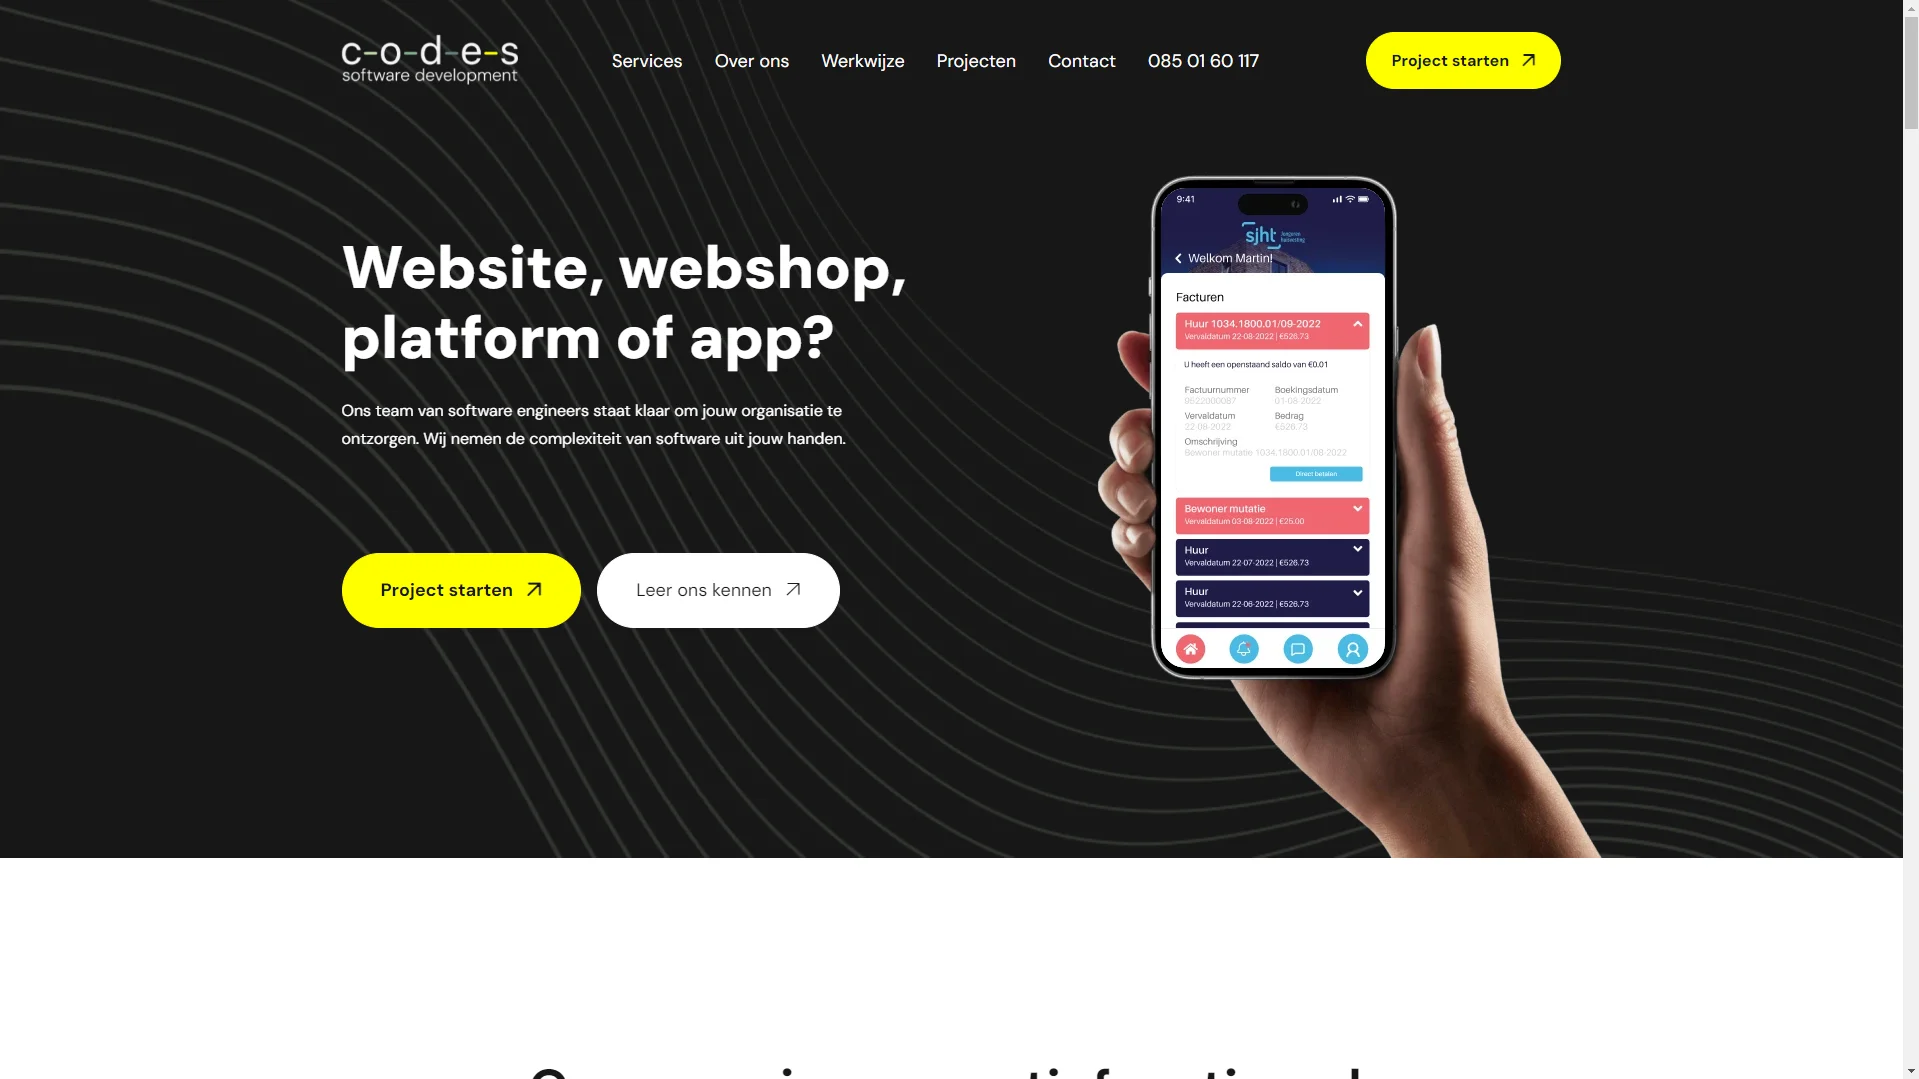 c-o-d-e-s
software development
Services
Over ons
Werkwijze
Projecten
Contact
085 01 60 117
Project starten
Website, webshop,
platform of app?
Ons team van software engineers staat klaar om jouw organisatie te
ontzorgen. Wij nemen de complexiteit van software uit jouw handen.
Project starten
Leer ons kennen
9:41
sjht
Welkom Martin!
Facturen
Huur 1034.1800.01/09-2022
Vervaldatum 22-08-2022 | €526.73
U heeft een openstaand saldo van €0.01
Factuurnummer
Boekingsdatum
0522000087
01-08-2022
Vervaldatum
Bedrag
22-08-2022
€526.73
Omschrijving
Bewoner mutatie 1034.1800.01/08-2022
Direct betalen
Bewoner mutatie
Vervaldatum 03-08-2022 | €25.00
Huur
Vervaldatum 22-07-2022 | €526.73
Huur
Vervaldatum 22-06-2022 | €526.73